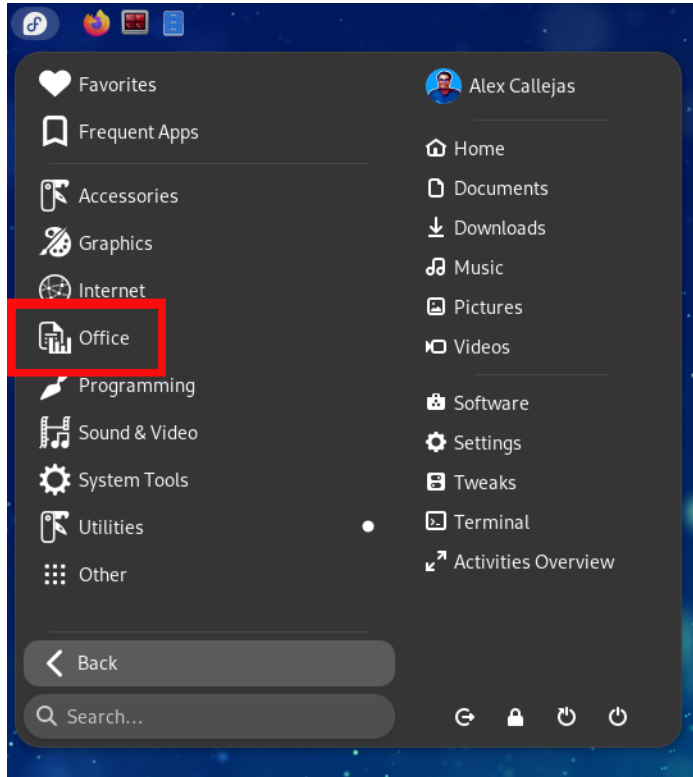 Favorites
Frequent Apps
Accessories
Graphics
Internet
Office
Programming
Sound & Video
System Tools
Utilities
Other
Back
Search...
Alex Callejas
Home
Documents
Downloads
Music
Pictures
Videos
Software
Settings
Tweaks
Terminal
Activities Overview